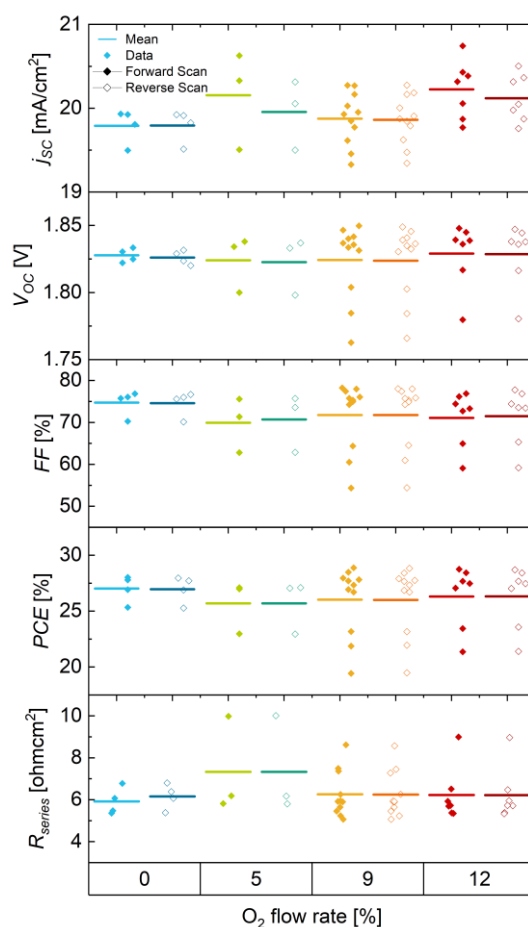 21
20
19
j_SC [mA/cm²]
Mean
Data
Forward Scan
Reverse Scan
1.85
1.80
1.75
V_OC [V]
80
70
60
50
FF [%]
30
25
20
PCE [%]
10
8
6
4
R_series [ohmcm²]
0 5 9 12
O₂ flow rate [%]